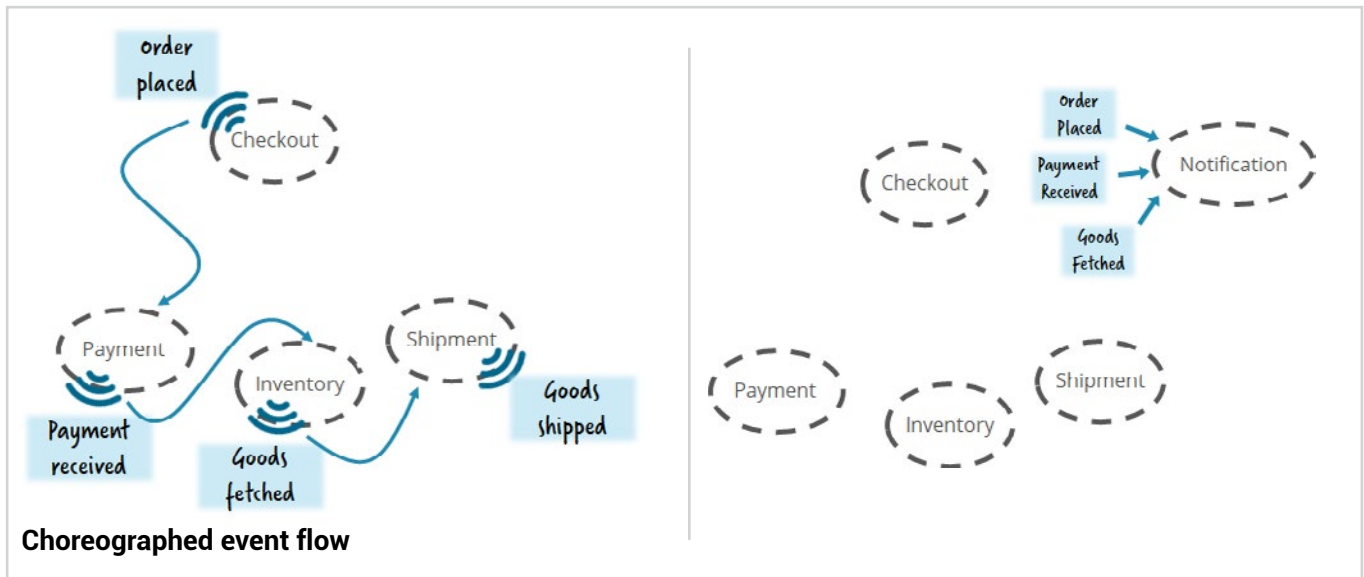 Order
placed
Checkout
Payment
Payment
received
Inventory
Goods
fetched
Shipment
Goods
shipped
Choreographed event flow
Order
Placed
Payment
Received
Goods
Fetched
Notification
Checkout
Payment
Inventory
Shipment